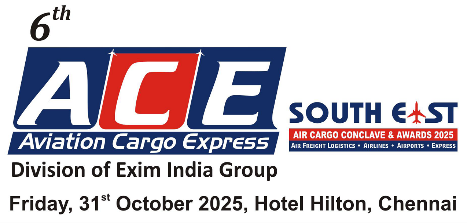 6th
ACE
Aviation Cargo Express
Division of Exim India Group
SOUTH EAST
AIR CARGO CONCLAVE & AWARDS 2025
AIR FREIGHT LOGISTICS • AIRLINES • AIRPORTS • EXPRESS
Friday, 31st October 2025, Hotel Hilton, Chennai